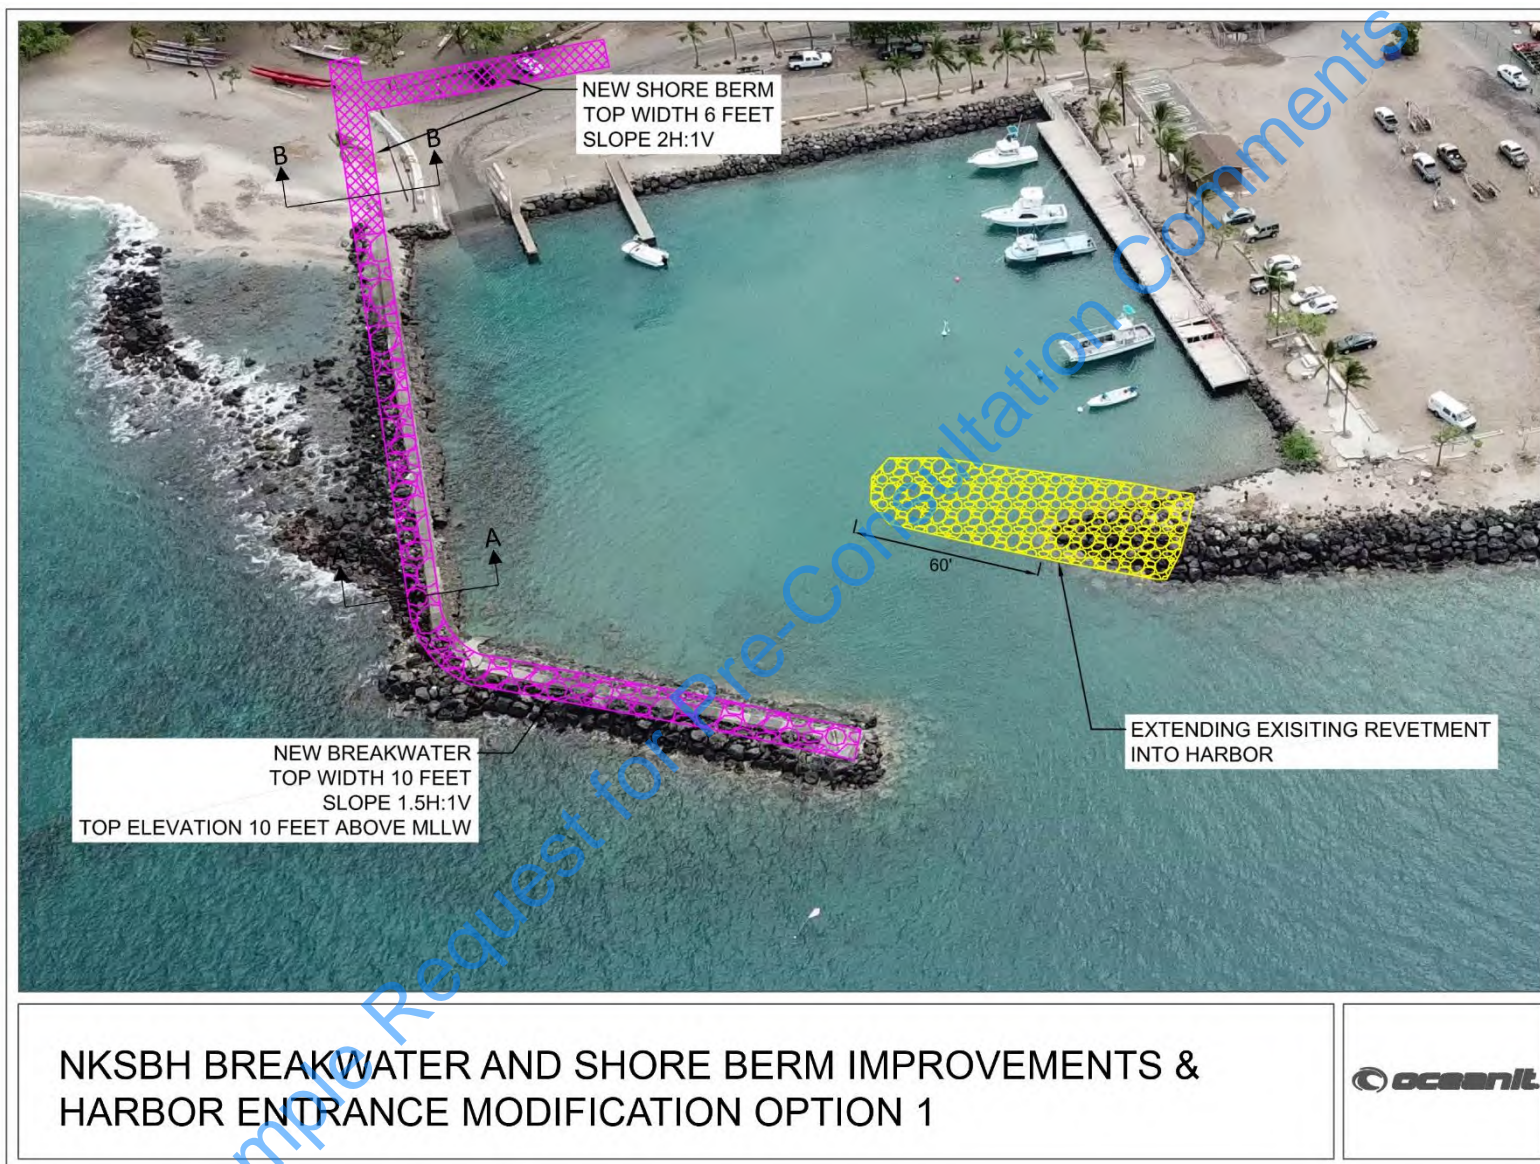 NEW SHORE BERM
TOP WIDTH 6 FEET
SLOPE 2H:1V
B
B
A
A
60'
EXTENDING EXISITING REVETMENT
INTO HARBOR
NEW BREAKWATER
TOP WIDTH 10 FEET
SLOPE 1.5H:1V
TOP ELEVATION 10 FEET ABOVE MLLW
mple Request for Pre-Consultation Comments
NKSBH BREAKWATER AND SHORE BERM IMPROVEMENTS &
HARBOR ENTRANCE MODIFICATION OPTION 1
oceanit